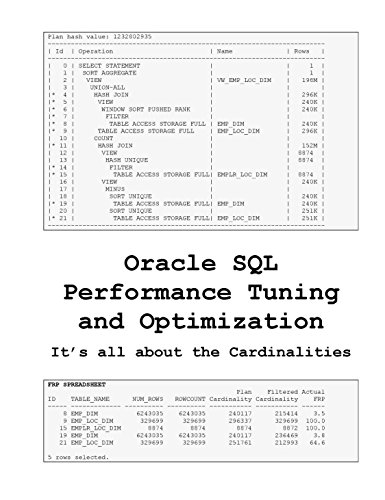 Plan hash value: 1232802935
| Id | Operation | Name | Rows |
| 0 | SELECT STATEMENT | | 1 |
| 1 | SORT AGGREGATE | | 1 |
| 2 | VIEW | VW_EMP_LOC_DIM | 198M |
| 3 | UNION-ALL | | |
|* 4 | HASH JOIN | | 296K |
|* 5 | VIEW | | 240K |
|* 6 | WINDOW SORT PUSHED RANK | | 240K |
|* 7 | FILTER | | |
|* 8 | TABLE ACCESS STORAGE FULL | EMP_DIM | 240K |
|* 9 | TABLE ACCESS STORAGE FULL | EMP_LOC_DIM | 296K |
| 10 | COUNT | | |
|* 11 | HASH JOIN | | 152M |
| 12 | VIEW | | 8874 |
| 13 | HASH UNIQUE | | 8874 |
|* 14 | FILTER | | |
|* 15 | TABLE ACCESS STORAGE FULL| EMPLR_LOC_DIM | 8874 |
| 16 | VIEW | | 240K |
| 17 | MINUS | | |
| 18 | SORT UNIQUE | | 240K |
|* 19 | TABLE ACCESS STORAGE FULL| EMP_DIM | 240K |
| 20 | SORT UNIQUE | | 251K |
|* 21 | TABLE ACCESS STORAGE FULL| EMP_LOC_DIM | 251K |
Oracle SQL
Performance Tuning
and Optimization
It's all about the Cardinalities
FRP SPREADSHEET
Plan Filtered Actual
ID TABLE_NAME NUM_ROWS ROWCOUNT Cardinality Cardinality FRP
8 EMP_DIM 6243035 6243035 240117 215414 3.5
9 EMP_LOC_DIM 329699 329699 296337 329699 100.0
15 EMPLR_LOC_DIM 8874 8874 8874 8874 100.0
19 EMP_DIM 6243035 6243035 240117 236469 3.8
21 EMP_LOC_DIM 329699 329699 251761 212993 64.6
5 rows selected.